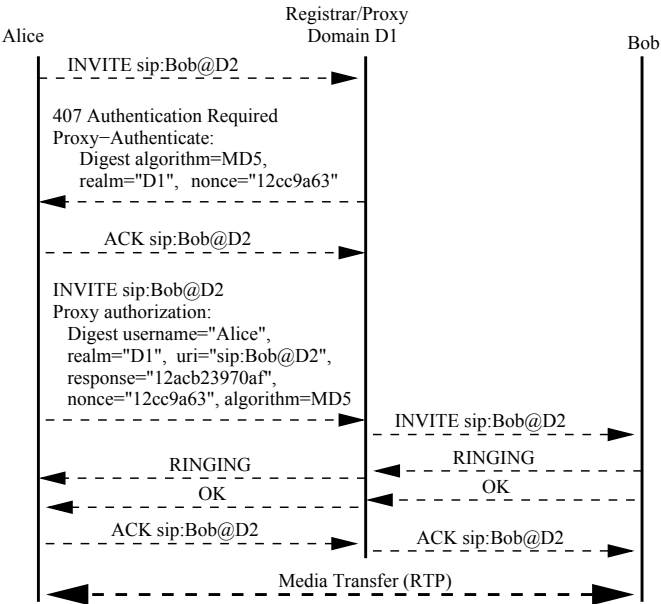 Registrar/Proxy
Alice
Domain D1
Bob
INVITE sip:Bob@D2
407 Authentication Required
Proxy−Authenticate:
Digest algorithm=MD5,
realm="D1", nonce="12cc9a63"
ACK sip:Bob@D2
INVITE sip:Bob@D2
Proxy authorization:
Digest username="Alice",
realm="D1", uri="sip:Bob@D2",
response="12acb23970af",
nonce="12cc9a63", algorithm=MD5
INVITE sip:Bob@D2
RINGING
RINGING
OK
OK
ACK sip:Bob@D2
ACK sip:Bob@D2
Media Transfer (RTP)